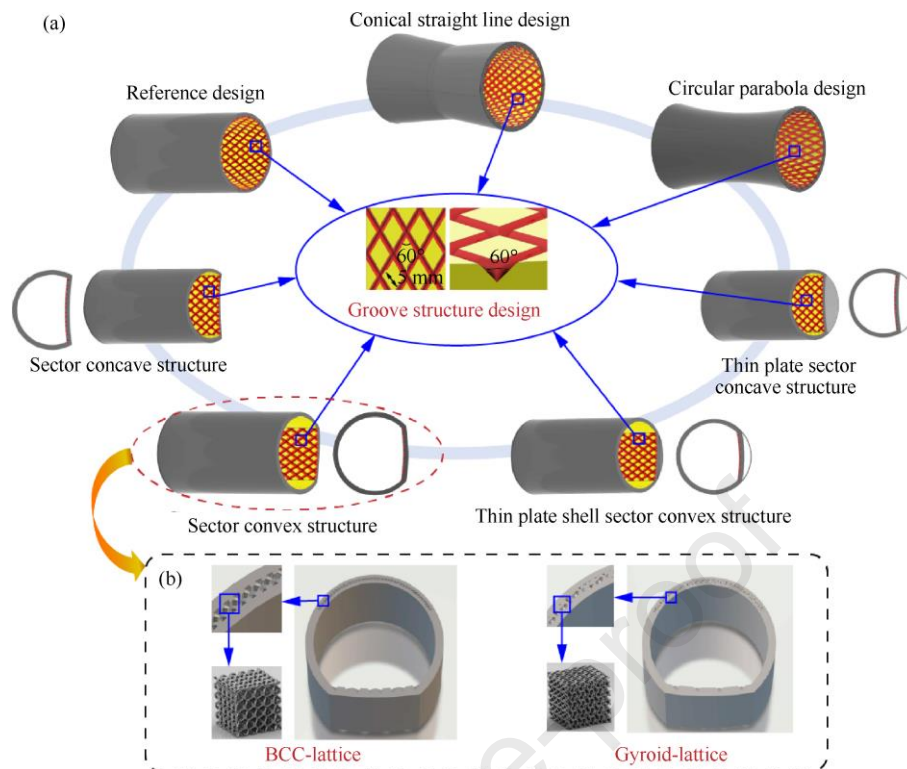 (a)
Conical straight line design
Reference design
Circular parabola design
60°
5 mm
60°
Groove structure design
Sector concave structure
Thin plate sector
concave structure
Sector convex structure
Thin plate shell sector convex structure
(b)
BCC-lattice
Gyroid-lattice
e-proof